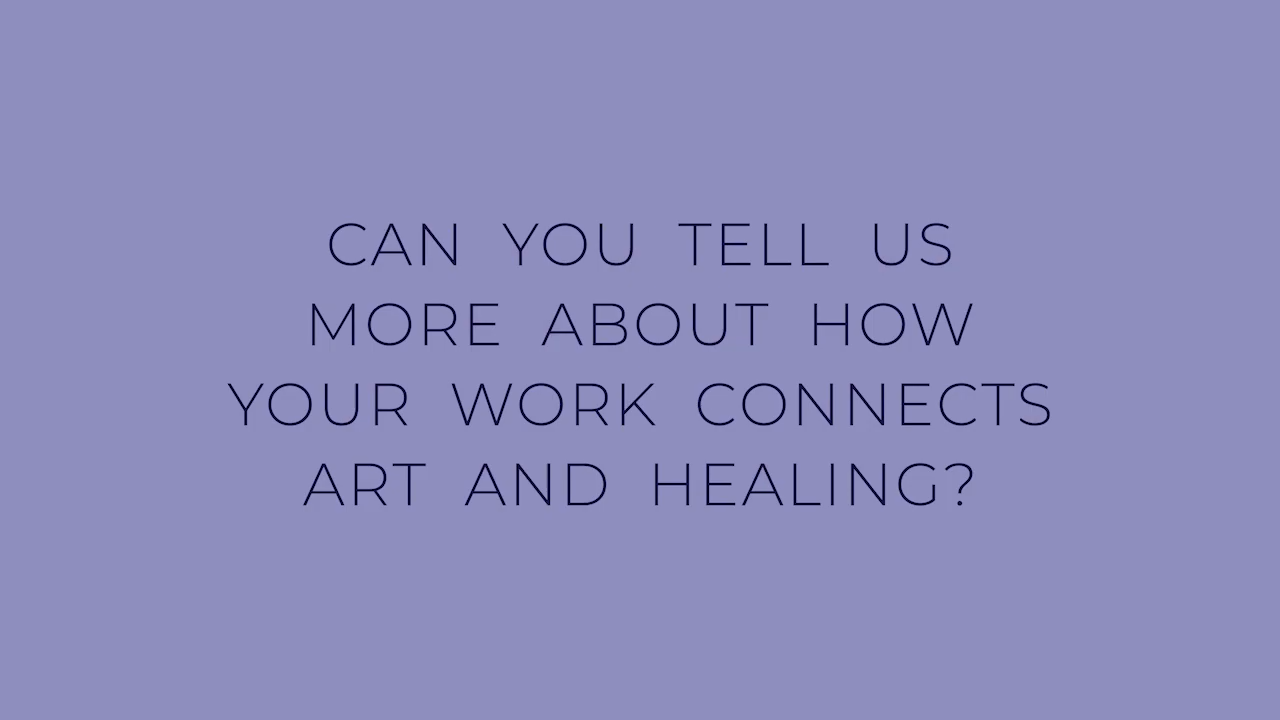 CAN YOU TELL US
MORE ABOUT HOW
YOUR WORK CONNECTS
ART AND HEALING?